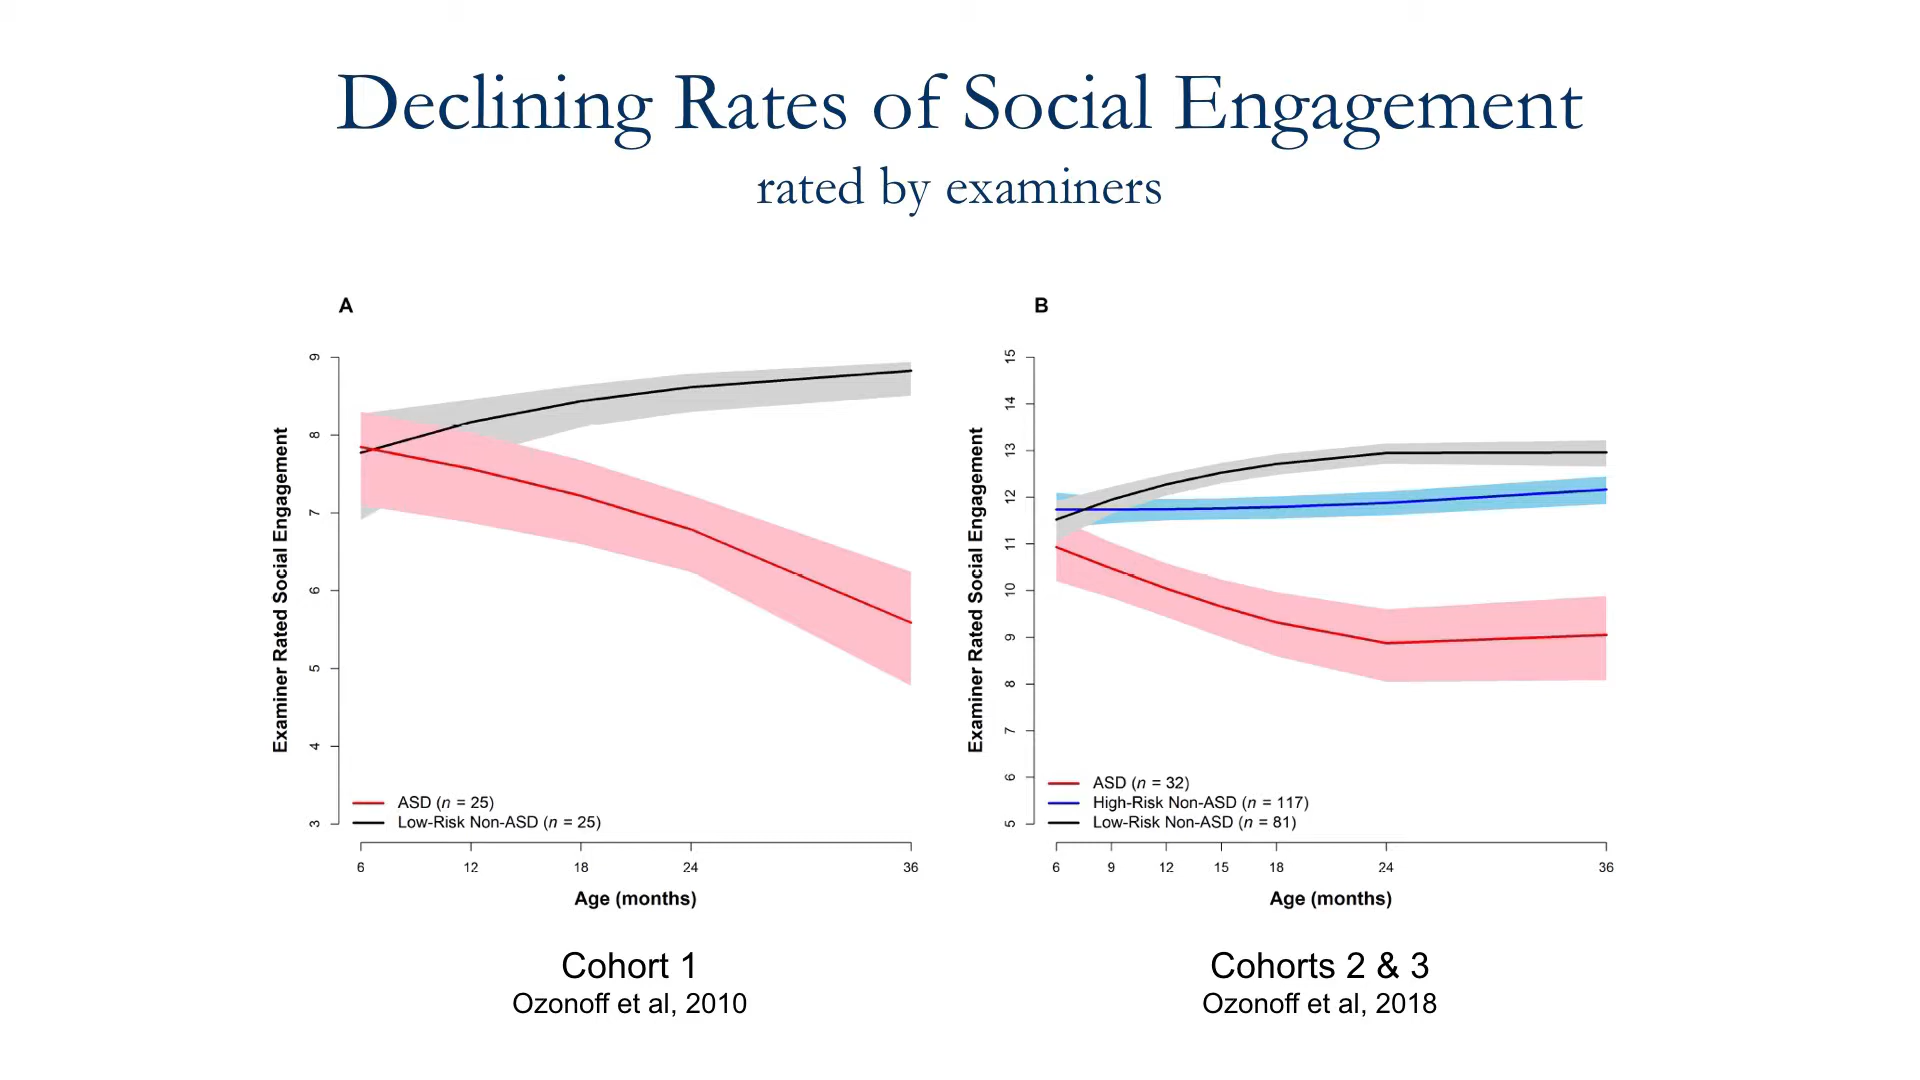 Declining Rates of Social Engagement
rated by examiners
A
9
8
7
6
5
4
3
Examiner Rated Social Engagement
ASD (n = 25)
Low-Risk Non-ASD (n = 25)
6 12 18 24 36
Age (months)
Cohort 1
Ozonoff et al, 2010
B
15
14
13
12
11
10
9
8
7
6
5
Examiner Rated Social Engagement
ASD (n = 32)
High-Risk Non-ASD (n = 117)
Low-Risk Non-ASD (n = 81)
6 9 12 15 18 24 36
Age (months)
Cohorts 2 & 3
Ozonoff et al, 2018